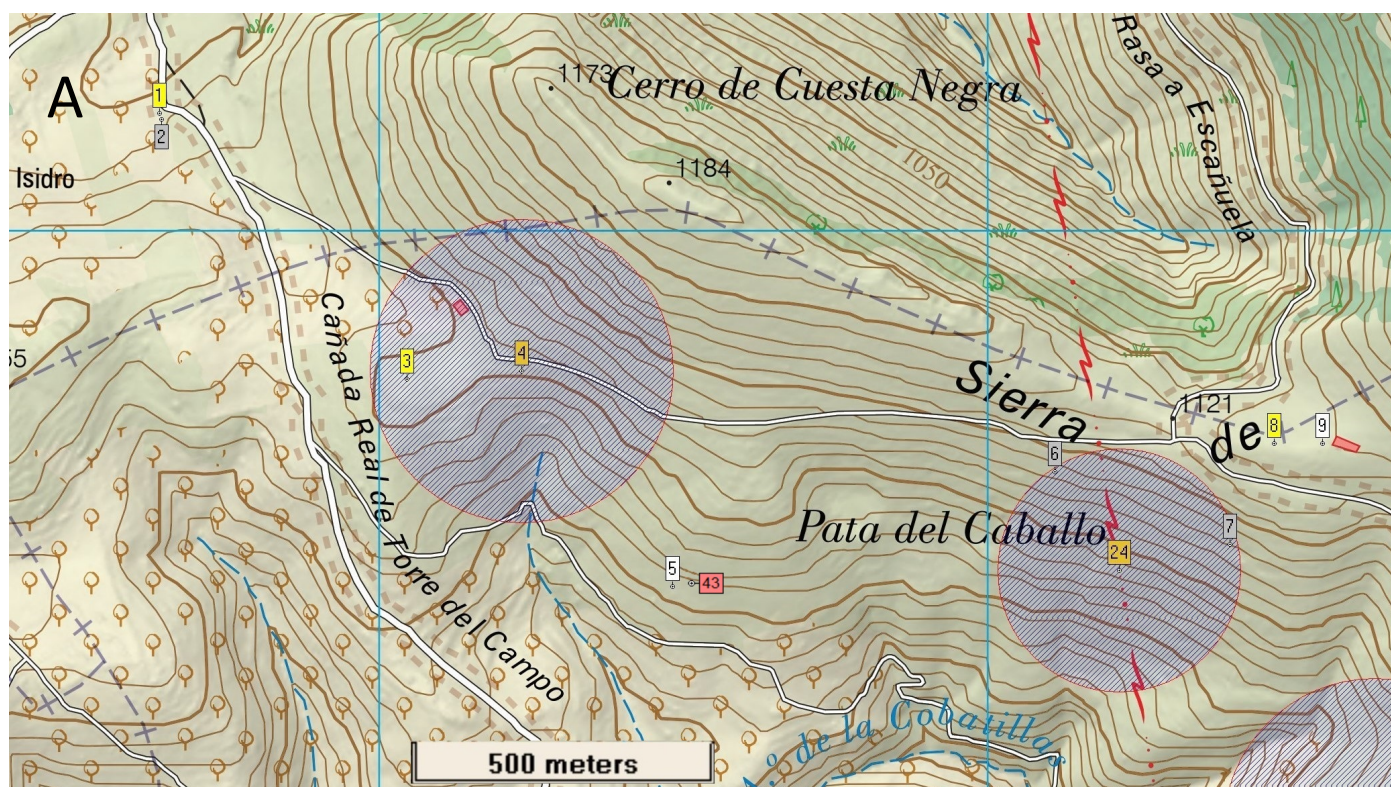 A
1173
Cerro de Cuesta Negra
Rasa a Escañuela
1
2
1184
1050
Isidro
Cañada Real de Torre del Campo
55
3
4
Sierra de
1121
8
9
6
Pata del Caballo
7
24
5
43
A.º de la Cobatilla
500 meters